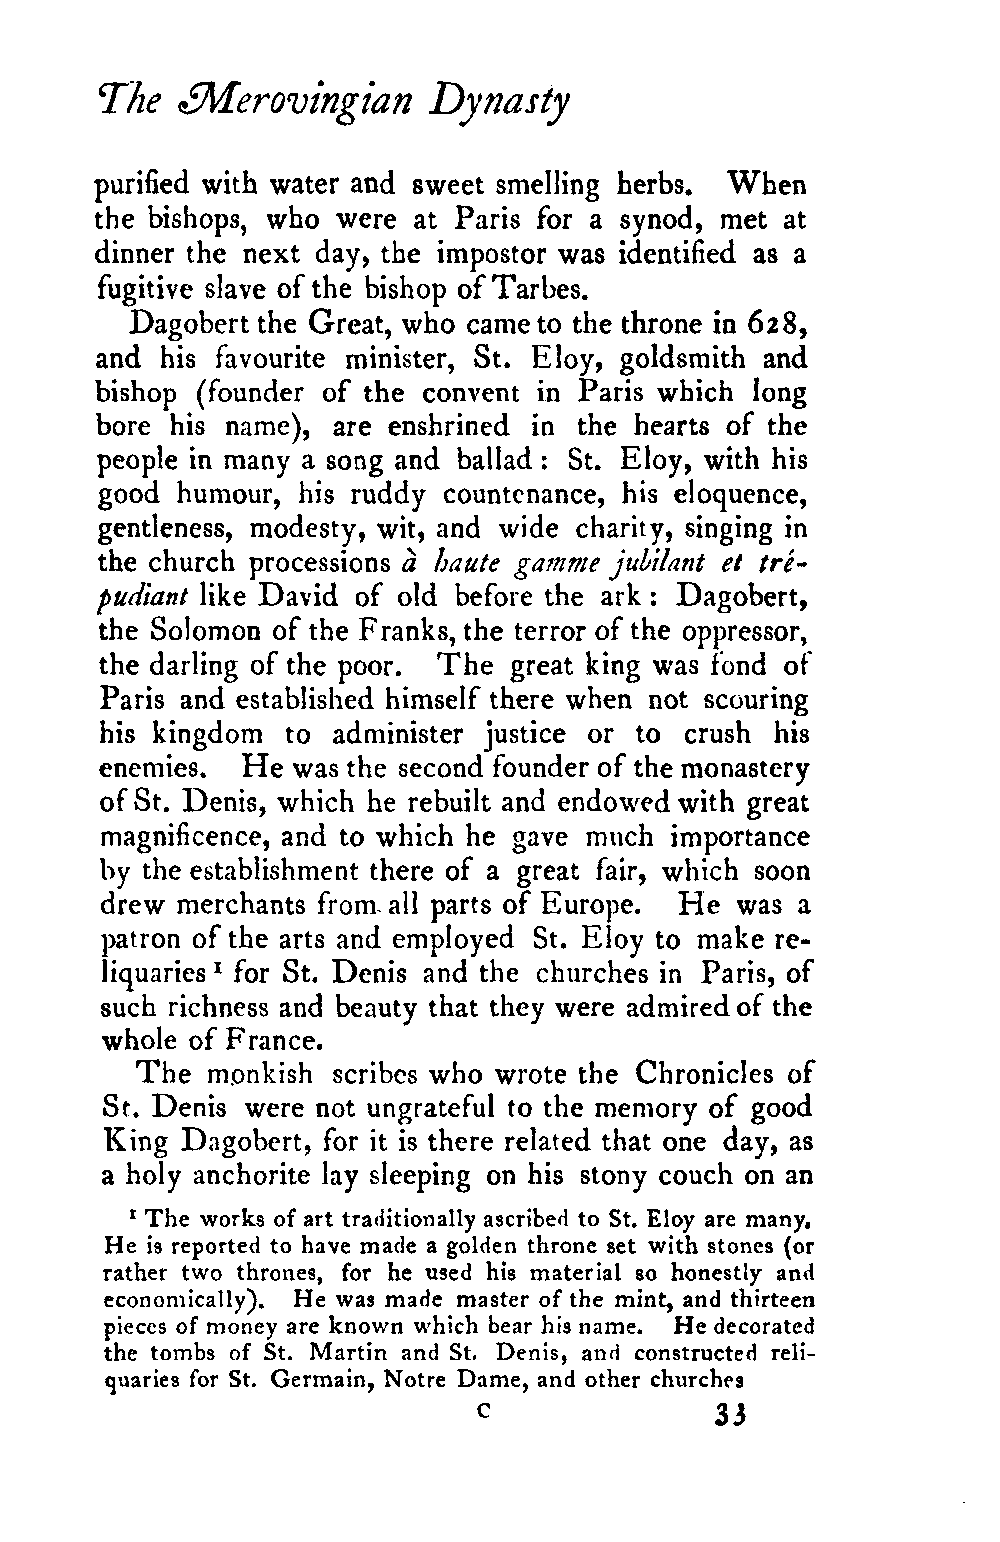 The Merovingian Dynasty
purified with water and sweet smelling herbs. When
the bishops, who were at Paris for a synod, met at
dinner the next day, the impostor was identified as a
fugitive slave of the bishop of Tarbes.
Dagobert the Great, who came to the throne in 628,
and his favourite minister, St. Eloy, goldsmith and
bishop (founder of the convent in Paris which long
bore his name), are enshrined in the hearts of the
people in many a song and ballad : St. Eloy, with his
good humour, his ruddy countenance, his eloquence,
gentleness, modesty, wit, and wide charity, singing in
the church processions à haute gamme jubilant et tré-
pudiant like David of old before the ark : Dagobert,
the Solomon of the Franks, the terror of the oppressor,
the darling of the poor. The great king was fond of
Paris and established himself there when not scouring
his kingdom to administer justice or to crush his
enemies. He was the second founder of the monastery
of St. Denis, which he rebuilt and endowed with great
magnificence, and to which he gave much importance
by the establishment there of a great fair, which soon
drew merchants from all parts of Europe. He was a
patron of the arts and employed St. Eloy to make re-
liquaries ¹ for St. Denis and the churches in Paris, of
such richness and beauty that they were admired of the
whole of France.
The monkish scribes who wrote the Chronicles of
St. Denis were not ungrateful to the memory of good
King Dagobert, for it is there related that one day, as
a holy anchorite lay sleeping on his stony couch on an
¹ The works of art traditionally ascribed to St. Eloy are many.
He is reported to have made a golden throne set with stones (or
rather two thrones, for he used his material so honestly and
economically). He was made master of the mint, and thirteen
pieces of money are known which bear his name. He decorated
the tombs of St. Martin and St. Denis, and constructed reli-
quaries for St. Germain, Notre Dame, and other churches
C 33